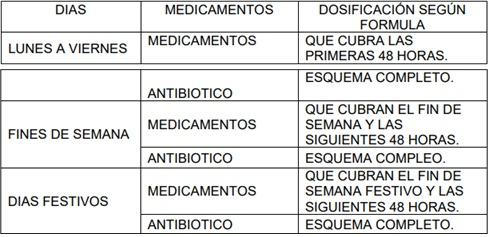 DIAS MEDICAMENTOS DOSIFICACIÓN SEGÚN
FORMULA
LUNES A VIERNES MEDICAMENTOS QUE CUBRA LAS
PRIMERAS 48 HORAS.
ANTIBIOTICO ESQUEMA COMPLETO.
FINES DE SEMANA MEDICAMENTOS QUE CUBRAN EL FIN DE
SEMANA Y LAS
SIGUIENTES 48 HORAS.
ANTIBIOTICO ESQUEMA COMPLEO.
DIAS FESTIVOS MEDICAMENTOS QUE CUBRAN EL FIN DE
SEMANA FESTIVO Y LAS
SIGUIENTES 48 HORAS.
ANTIBIOTICO ESQUEMA COMPLETO.